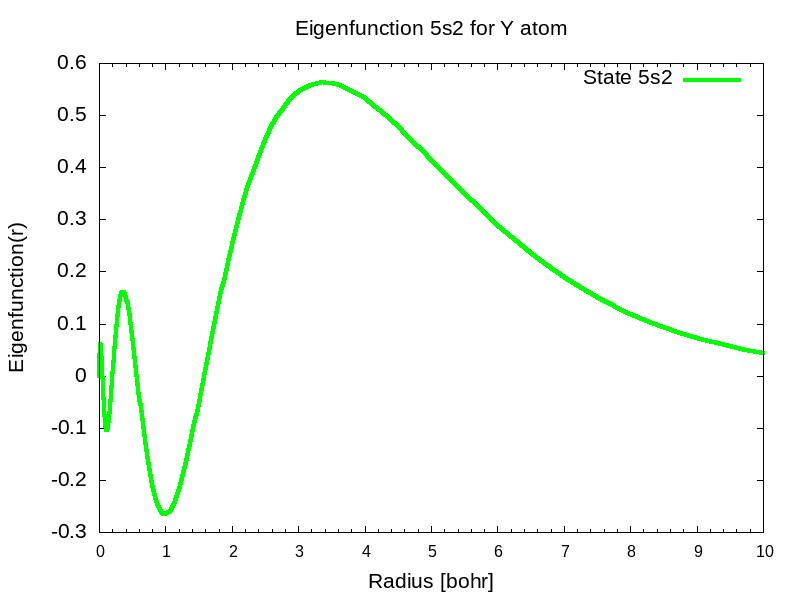 Eigenfunction 5s2 for Y atom
State 5s2
Eigenfunction(r)
0.6
0.5
0.4
0.3
0.2
0.1
0
-0.1
-0.2
-0.3
0 1 2 3 4 5 6 7 8 9 10
Radius [bohr]